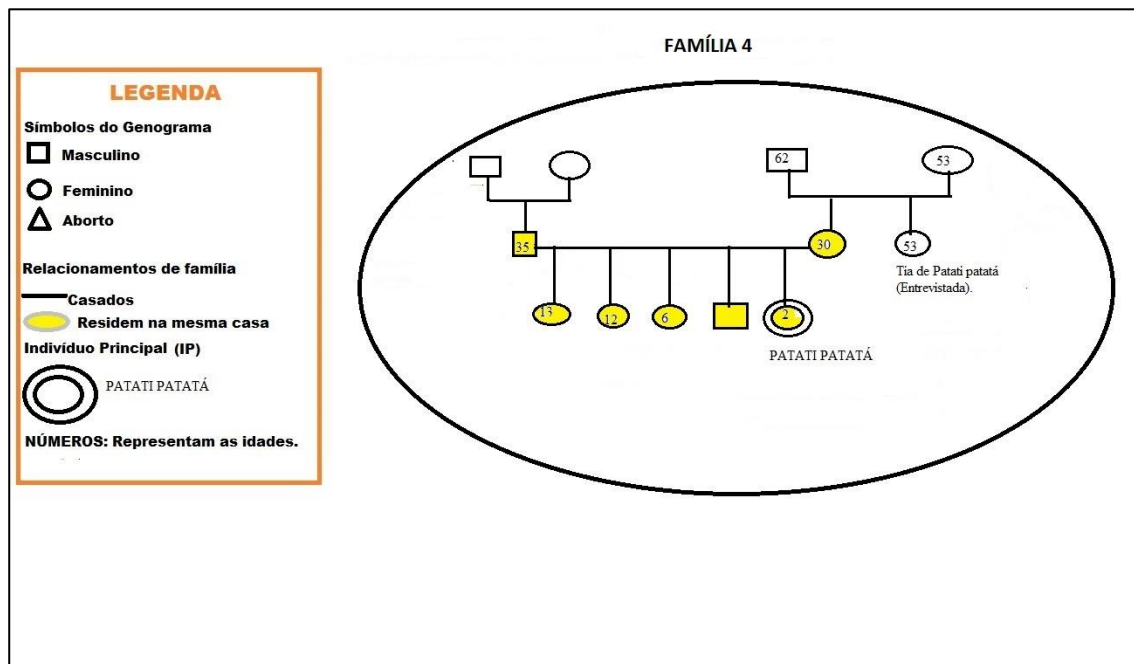 FAMÍLIA 4
LEGENDA
Símbolos do Genograma
Masculino
Feminino
Aborto
Relacionamentos de família
Casados
Residem na mesma casa
Indivíduo Principal (IP)
PATATI PATATÁ
NÚMEROS: Representam as idades.
62
53
35
30
53
Tia de Patati patatá
(Entrevistada).
13
12
6
2
PATATI PATATÁ